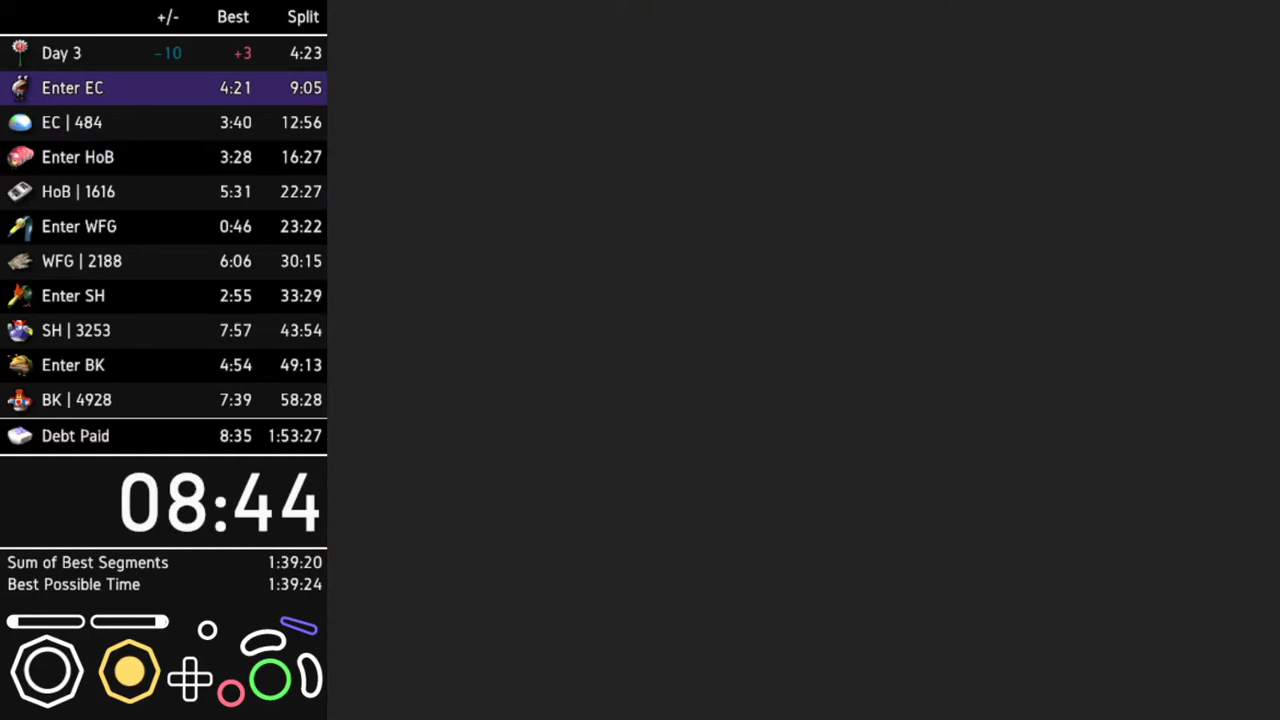 +/- Best Split
Day 3 −10 +3 4:23
Enter EC 4:21 9:05
EC | 484 3:40 12:56
Enter HoB 3:28 16:27
HoB | 1616 5:31 22:27
Enter WFG 0:46 23:22
WFG | 2188 6:06 30:15
Enter SH 2:55 33:29
SH | 3253 7:57 43:54
Enter BK 4:54 49:13
BK | 4928 7:39 58:28
Debt Paid 8:35 1:53:27
08:44
Sum of Best Segments 1:39:20
Best Possible Time 1:39:24